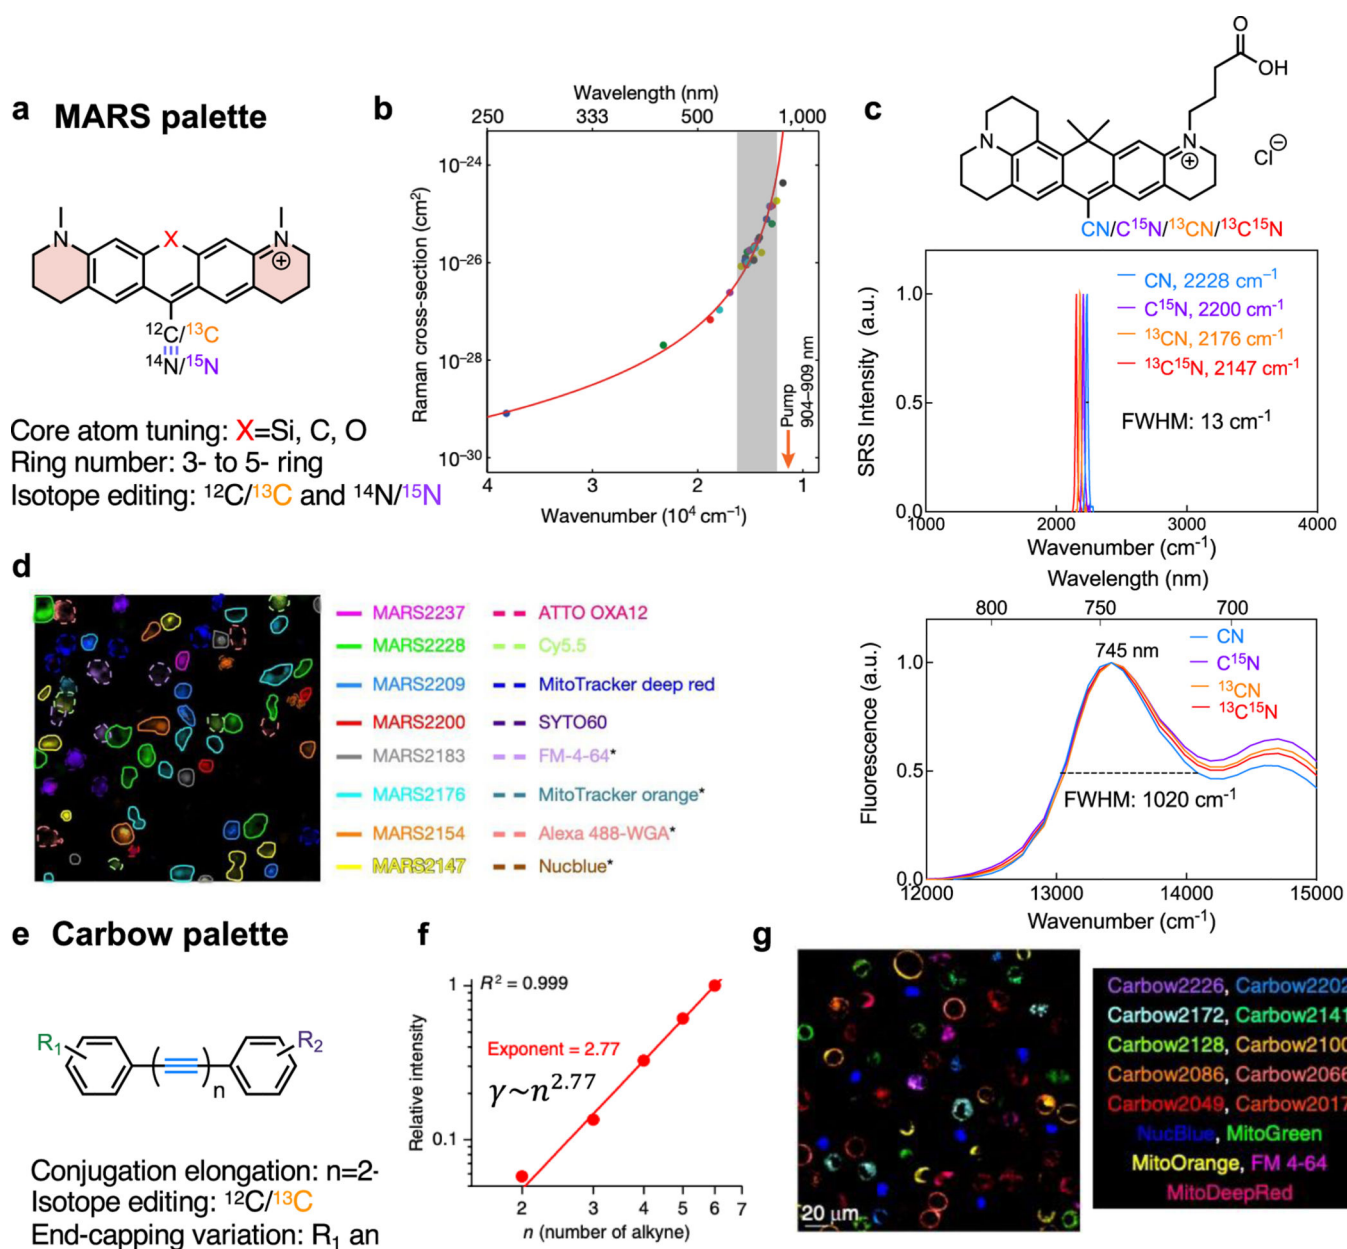 a MARS palette
N
X
N
⊕
¹²C/¹³C
¹⁴N/¹⁵N
Core atom tuning: X=Si, C, O
Ring number: 3- to 5- ring
Isotope editing: ¹²C/¹³C and ¹⁴N/¹⁵N
b
Wavelength (nm)
250 333 500 1,000
Raman cross-section (cm²)
10⁻²⁴
10⁻²⁶
10⁻²⁸
10⁻³⁰
Pump
904–909 nm
4 3 2 1
Wavenumber (10⁴ cm⁻¹)
c
O
OH
N
N
⊕
Cl⊖
CN/C¹⁵N/¹³CN/¹³C¹⁵N
SRS Intensity (a.u.)
1.0
0.5
0.0
CN, 2228 cm⁻¹
C¹⁵N, 2200 cm⁻¹
¹³CN, 2176 cm⁻¹
¹³C¹⁵N, 2147 cm⁻¹
FWHM: 13 cm⁻¹
1000 2000 3000 4000
Wavenumber (cm⁻¹)
Wavelength (nm)
800 750 700
Fluorescence (a.u.)
1.0
0.5
0.0
745 nm
CN
C¹⁵N
¹³CN
¹³C¹⁵N
FWHM: 1020 cm⁻¹
12000 13000 14000 15000
Wavenumber (cm⁻¹)
d
MARS2237 ATTO OXA12
MARS2228 Cy5.5
MARS2209 MitoTracker deep red
MARS2200 SYTO60
MARS2183 FM-4-64*
MARS2176 MitoTracker orange*
MARS2154 Alexa 488-WGA*
MARS2147 Nucblue*
e Carbow palette
R₁
R₂
n
Conjugation elongation: n=2-
Isotope editing: ¹²C/¹³C
End-capping variation: R₁ an
f
Relative intensity
1
0.1
R² = 0.999
Exponent = 2.77
γ~n²·⁷⁷
2 3 4 5 6 7
n (number of alkyne)
g
20 μm
Carbow2226, Carbow2202
Carbow2172, Carbow2141
Carbow2128, Carbow2100
Carbow2086, Carbow2066
Carbow2049, Carbow2017
NucBlue, MitoGreen
MitoOrange, FM 4-64
MitoDeepRed